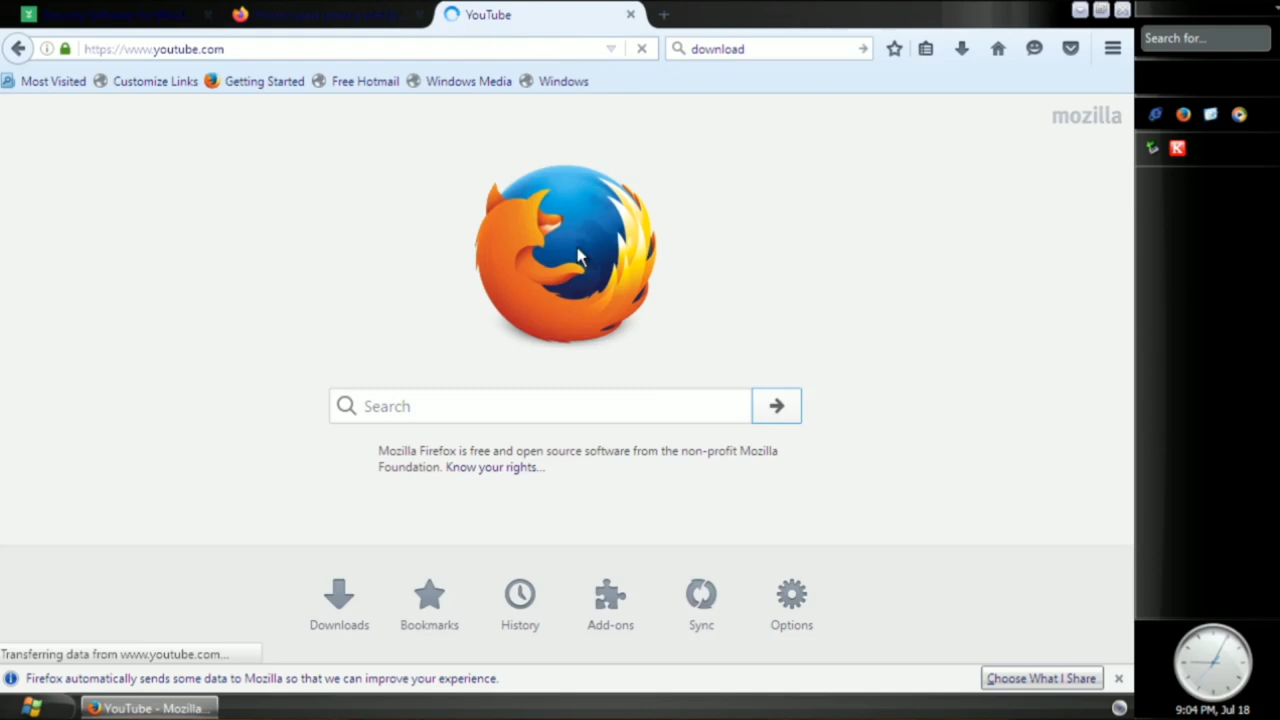 YouTube
https://www.youtube.com
download
Search for...
Most Visited Customize Links Getting Started Free Hotmail Windows Media Windows
mozilla
K
Search
Mozilla Firefox is free and open source software from the non-profit Mozilla
Foundation. Know your rights...
Downloads Bookmarks History Add-ons Sync Options
Transferring data from www.youtube.com...
Firefox automatically sends some data to Mozilla so that we can improve your experience.
Choose What I Share
YouTube - Mozilla...
9:04 PM, Jul 18